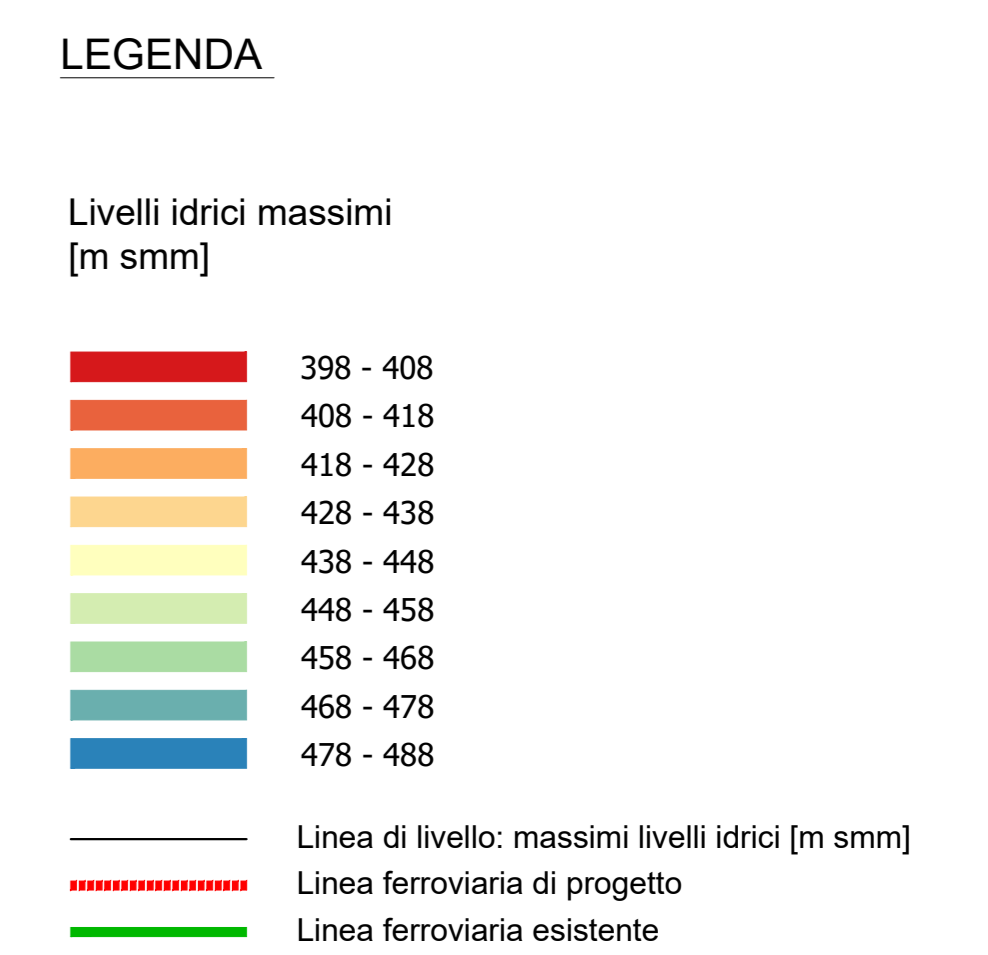 LEGENDA
Livelli idrici massimi
[m smm]
398 - 408
408 - 418
418 - 428
428 - 438
438 - 448
448 - 458
458 - 468
468 - 478
478 - 488
Linea di livello: massimi livelli idrici [m smm]
Linea ferroviaria di progetto
Linea ferroviaria esistente